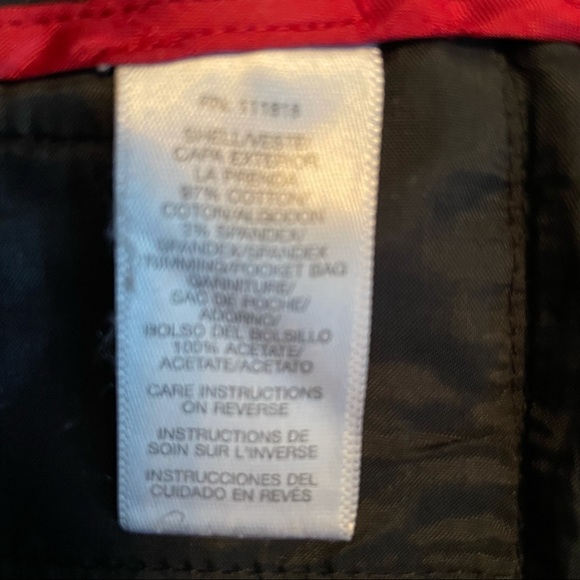 SHELL/VESTE/
CAPA EXTERIOR
LA PRENDA
97% COTTON/
COTON/ALGODON
3% SPANDEX/
SPANDEX/SPANDEX
TRIMMING/POCKET BAG
GARNITURE/
SAC DE POCHE/
ADORNO/
BOLSO DEL BOLSILLO
100% ACETATE/
ACETATE/ACETATO
CARE INSTRUCTIONS
ON REVERSE
INSTRUCTIONS DE
SOIN SUR L'INVERSE
INSTRUCCIONES DEL
CUIDADO EN REVÉS